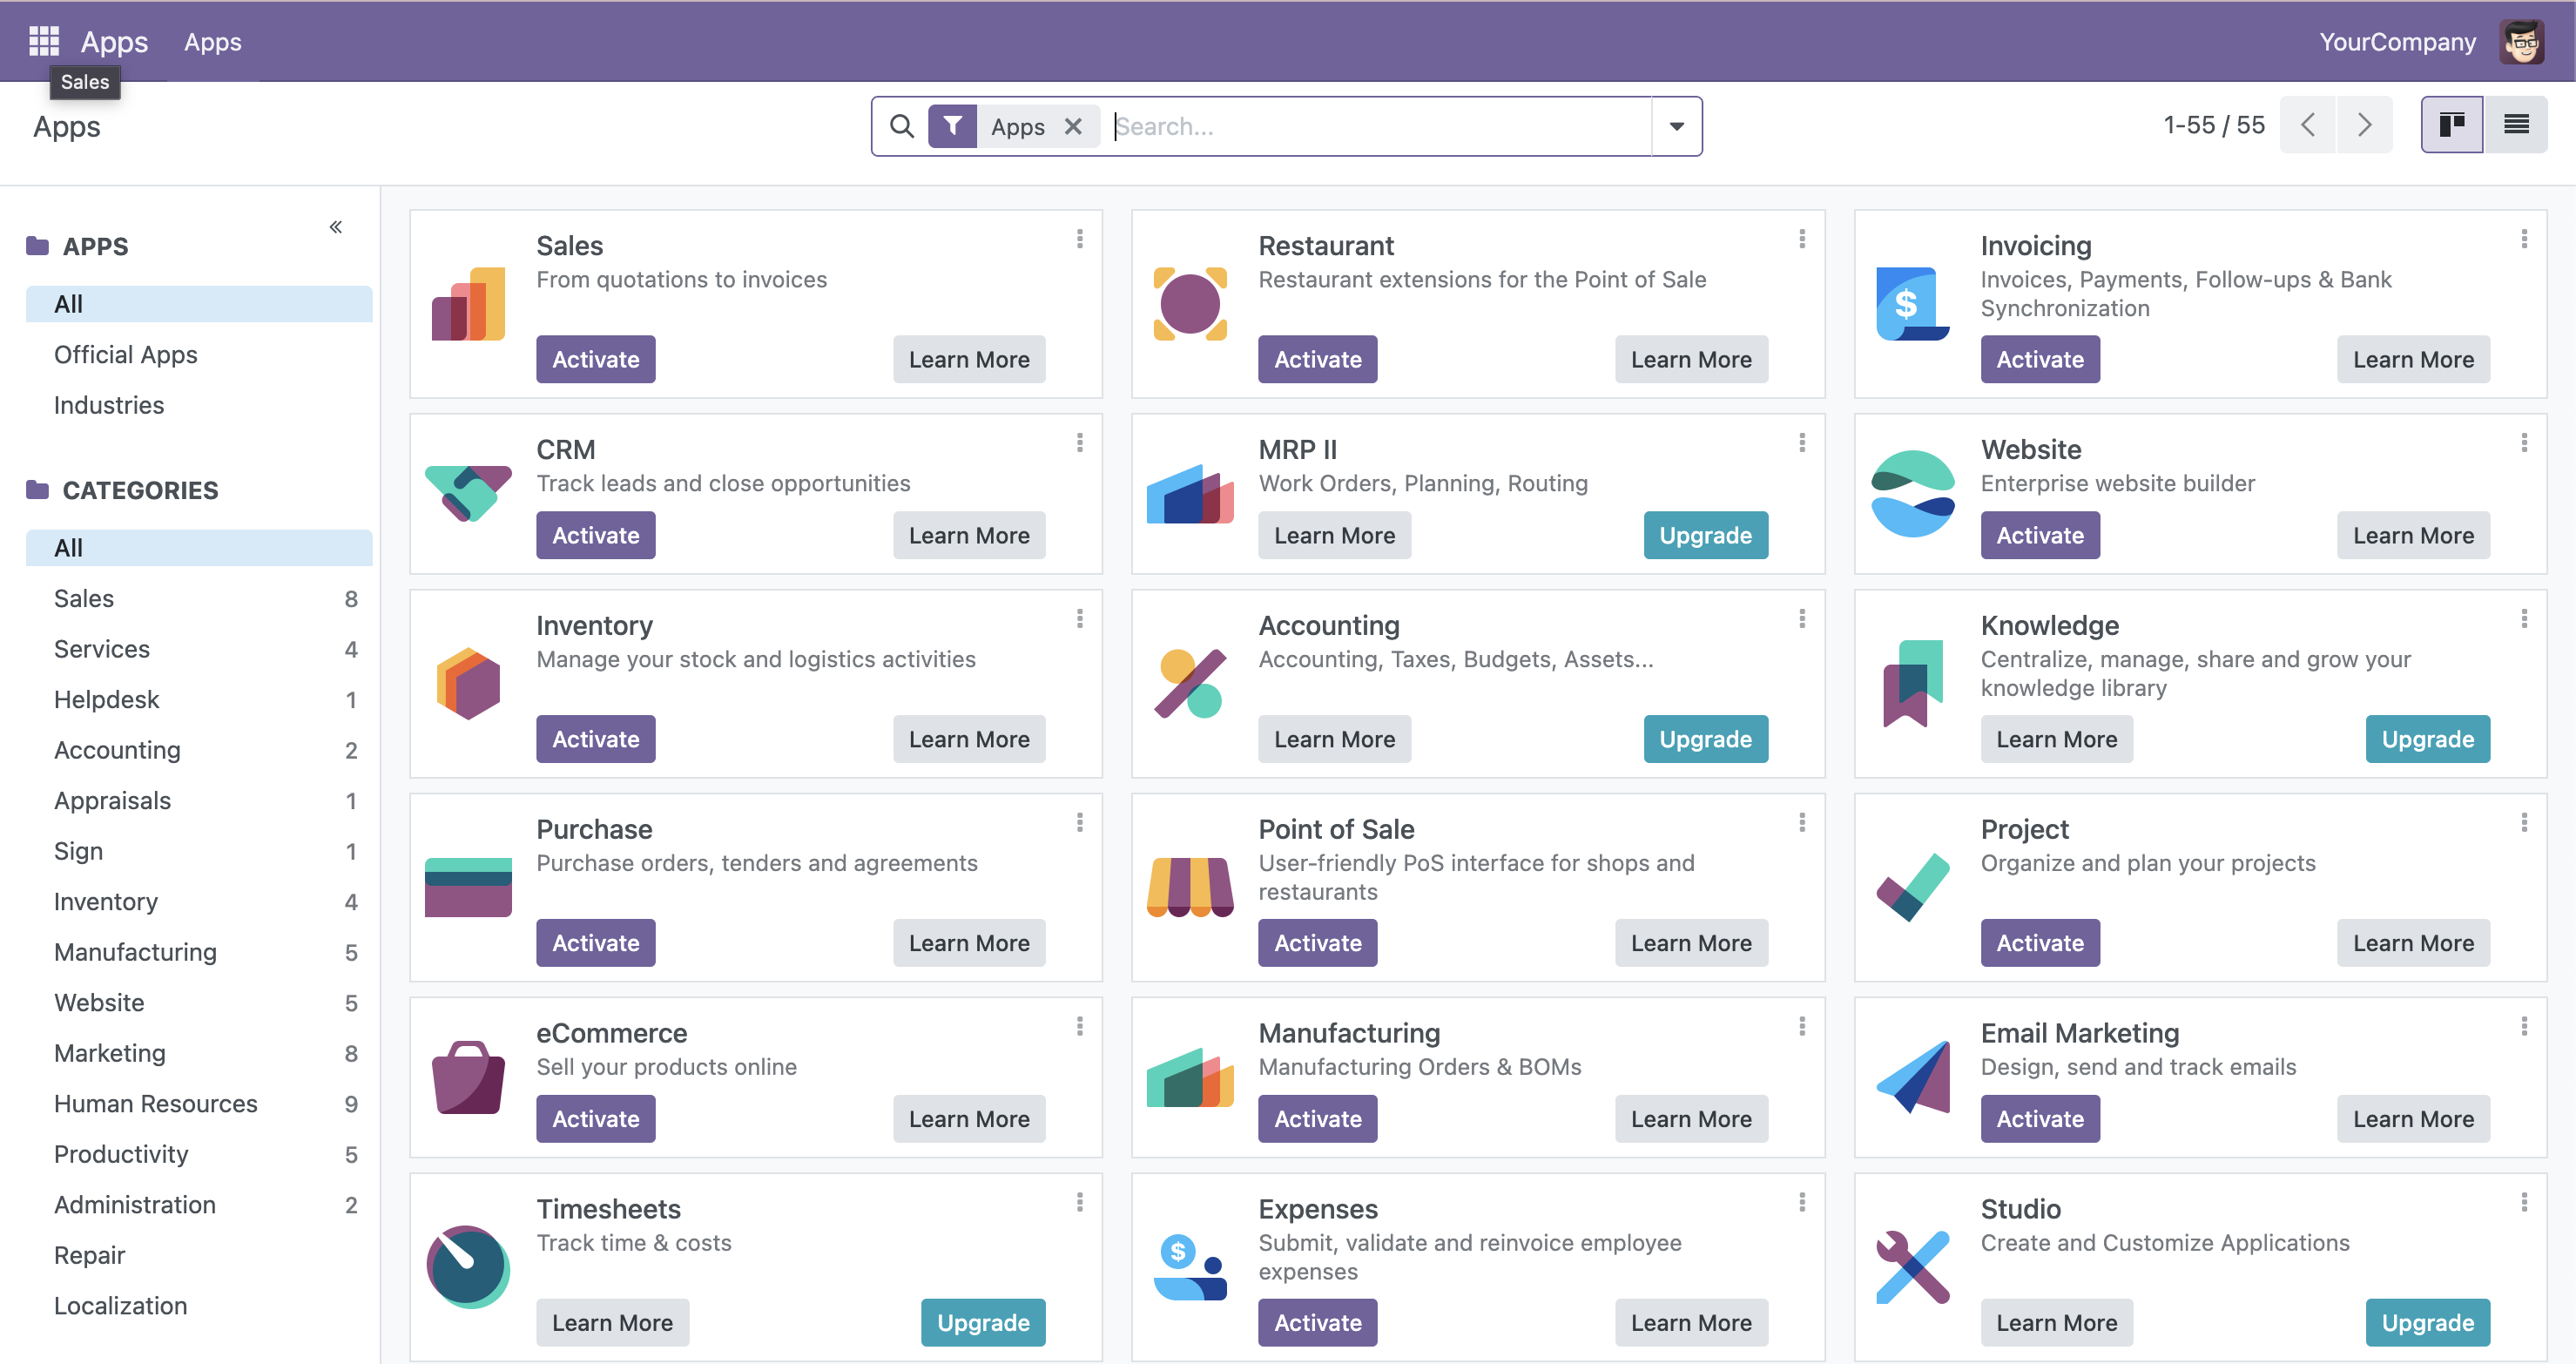 Apps Apps YourCompany
Sales
Apps
Apps Search...
1-55 / 55
APPS
All
Official Apps
Industries
CATEGORIES
All
Sales 8
Services 4
Helpdesk 1
Accounting 2
Appraisals 1
Sign 1
Inventory 4
Manufacturing 5
Website 5
Marketing 8
Human Resources 9
Productivity 5
Administration 2
Repair
Localization
Sales
From quotations to invoices
Activate Learn More
Restaurant
Restaurant extensions for the Point of Sale
Activate Learn More
$
Invoicing
Invoices, Payments, Follow-ups & Bank
Synchronization
Activate Learn More
CRM
Track leads and close opportunities
Activate Learn More
MRP II
Work Orders, Planning, Routing
Learn More Upgrade
Website
Enterprise website builder
Activate Learn More
Inventory
Manage your stock and logistics activities
Activate Learn More
Accounting
Accounting, Taxes, Budgets, Assets...
Learn More Upgrade
Knowledge
Centralize, manage, share and grow your
knowledge library
Learn More Upgrade
Purchase
Purchase orders, tenders and agreements
Activate Learn More
Point of Sale
User-friendly PoS interface for shops and
restaurants
Activate Learn More
Project
Organize and plan your projects
Activate Learn More
eCommerce
Sell your products online
Activate Learn More
Manufacturing
Manufacturing Orders & BOMs
Activate Learn More
Email Marketing
Design, send and track emails
Activate Learn More
Timesheets
Track time & costs
Learn More Upgrade
$
Expenses
Submit, validate and reinvoice employee
expenses
Activate Learn More
Studio
Create and Customize Applications
Learn More Upgrade